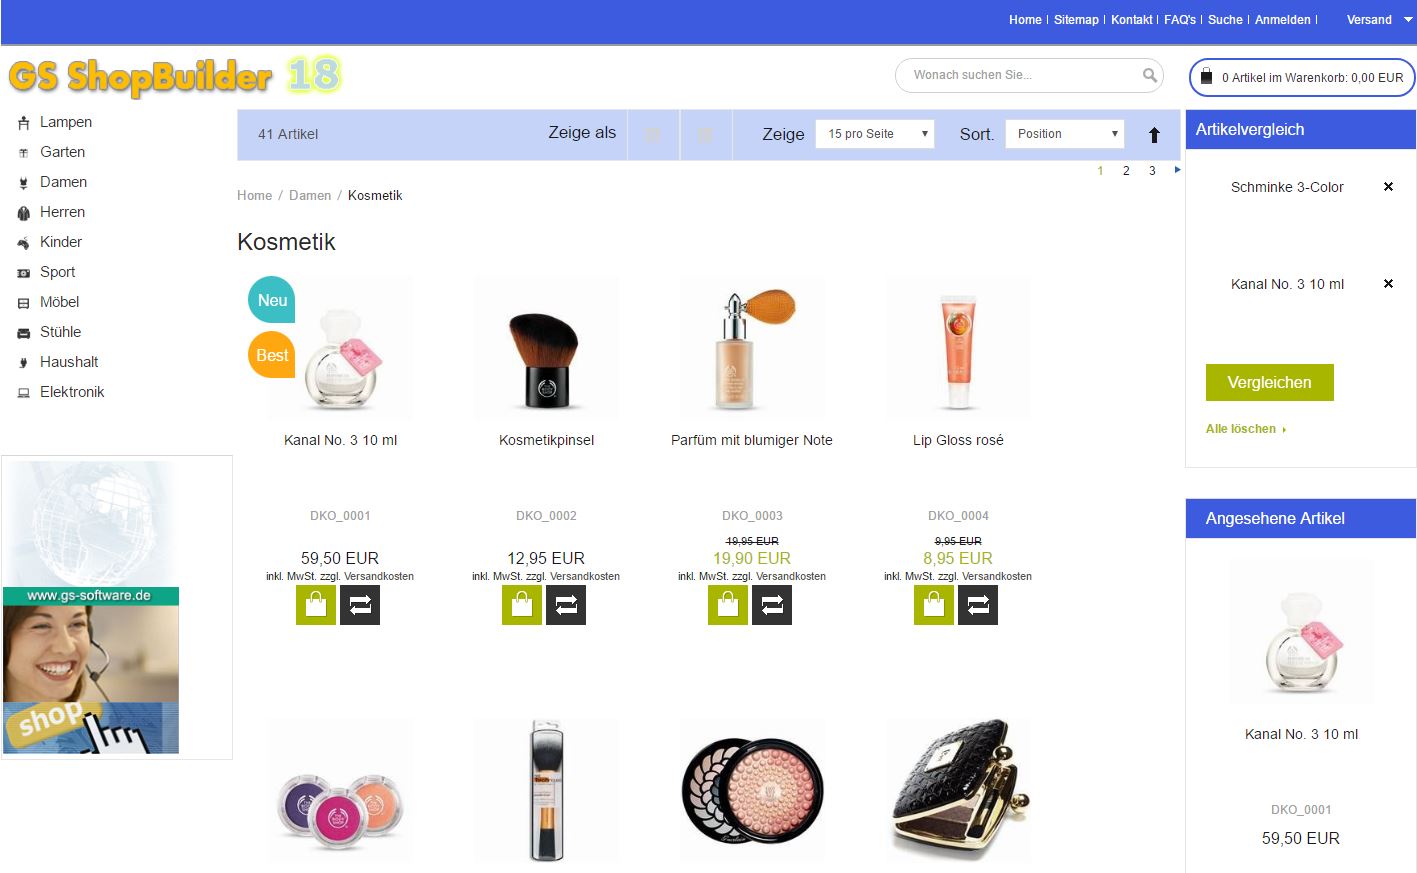 Home | Sitemap | Kontakt | FAQ's | Suche | Anmelden | Versand
GS ShopBuilder 18
Wonach suchen Sie...
0 Artikel im Warenkorb: 0,00 EUR
Lampen
Garten
Damen
Herren
Kinder
Sport
Möbel
Stühle
Haushalt
Elektronik
www.gs-software.de
shop
41 Artikel
Zeige als
Zeige 15 pro Seite
Sort. Position
1 2 3
Home / Damen / Kosmetik
Kosmetik
Neu
Best
Kanal No. 3 10 ml
DKO_0001
59,50 EUR
inkl. MwSt. zzgl. Versandkosten
Kosmetikpinsel
DKO_0002
12,95 EUR
inkl. MwSt. zzgl. Versandkosten
Parfüm mit blumiger Note
DKO_0003
19,95 EUR
19,90 EUR
inkl. MwSt. zzgl. Versandkosten
Lip Gloss rosé
DKO_0004
9,95 EUR
8,95 EUR
inkl. MwSt. zzgl. Versandkosten
Artikelvergleich
Schminke 3-Color
Kanal No. 3 10 ml
Vergleichen
Alle löschen
Angesehene Artikel
Kanal No. 3 10 ml
DKO_0001
59,50 EUR